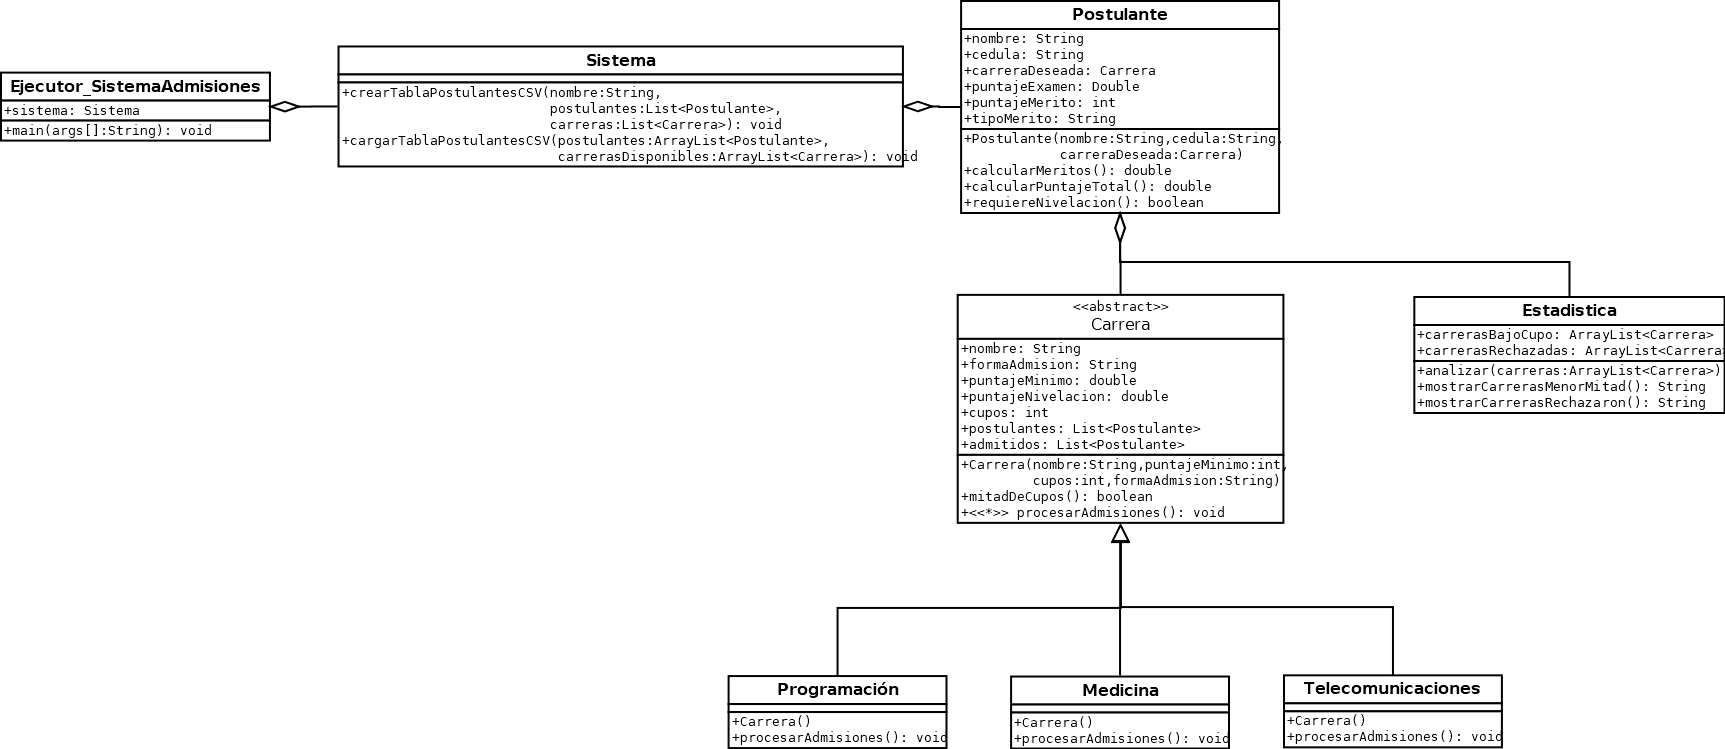 Ejecutor_SistemaAdmisiones
+sistema: Sistema
+main(args[]:String): void
Sistema
+crearTablaPostulantesCSV(nombre:String,
postulantes:List<Postulante>,
carreras:List<Carrera>): void
+cargarTablaPostulantesCSV(postulantes:ArrayList<Postulante>,
carrerasDisponibles:ArrayList<Carrera>): void
Postulante
+nombre: String
+cedula: String
+carreraDeseada: Carrera
+puntajeExamen: Double
+puntajeMerito: int
+tipoMerito: String
+Postulante(nombre:String,cedula:String,
carreraDeseada:Carrera)
+calcularMeritos(): double
+calcularPuntajeTotal(): double
+requiereNivelacion(): boolean
<<abstract>>
Carrera
+nombre: String
+formaAdmision: String
+puntajeMinimo: double
+puntajeNivelacion: double
+cupos: int
+postulantes: List<Postulante>
+admitidos: List<Postulante>
+Carrera(nombre:String,puntajeMinimo:int,
cupos:int,formaAdmision:String)
+mitadDeCupos(): boolean
+<<*>> procesarAdmisiones(): void
Estadistica
+carrerasBajoCupo: ArrayList<Carrera>
+carrerasRechazadas: ArrayList<Carrera>
+analizar(carreras:ArrayList<Carrera>)
+mostrarCarrerasMenorMitad(): String
+mostrarCarrerasRechazaron(): String
Programación
+Carrera()
+procesarAdmisiones(): void
Medicina
+Carrera()
+procesarAdmisiones(): void
Telecomunicaciones
+Carrera()
+procesarAdmisiones(): void